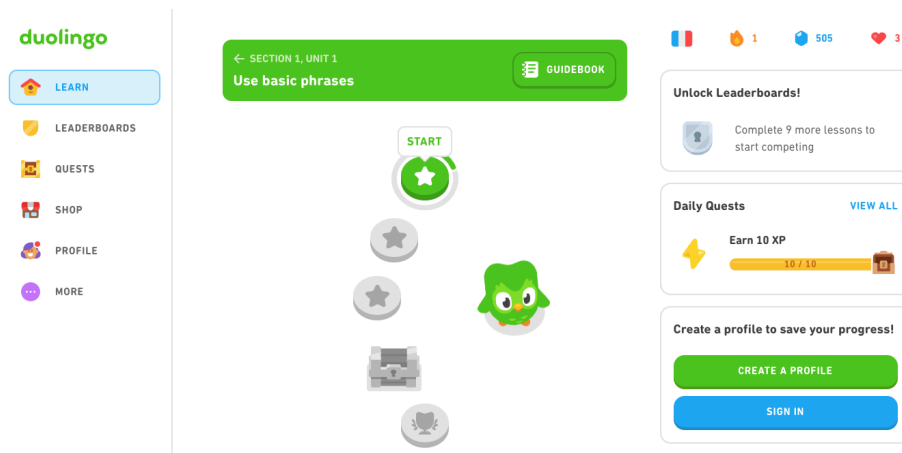 duolingo
LEARN
LEADERBOARDS
QUESTS
SHOP
PROFILE
MORE
SECTION 1, UNIT 1
Use basic phrases
GUIDEBOOK
START
1
505
3
Unlock Leaderboards!
Complete 9 more lessons to
start competing
Daily Quests
VIEW ALL
Earn 10 XP
10 / 10
Create a profile to save your progress!
CREATE A PROFILE
SIGN IN